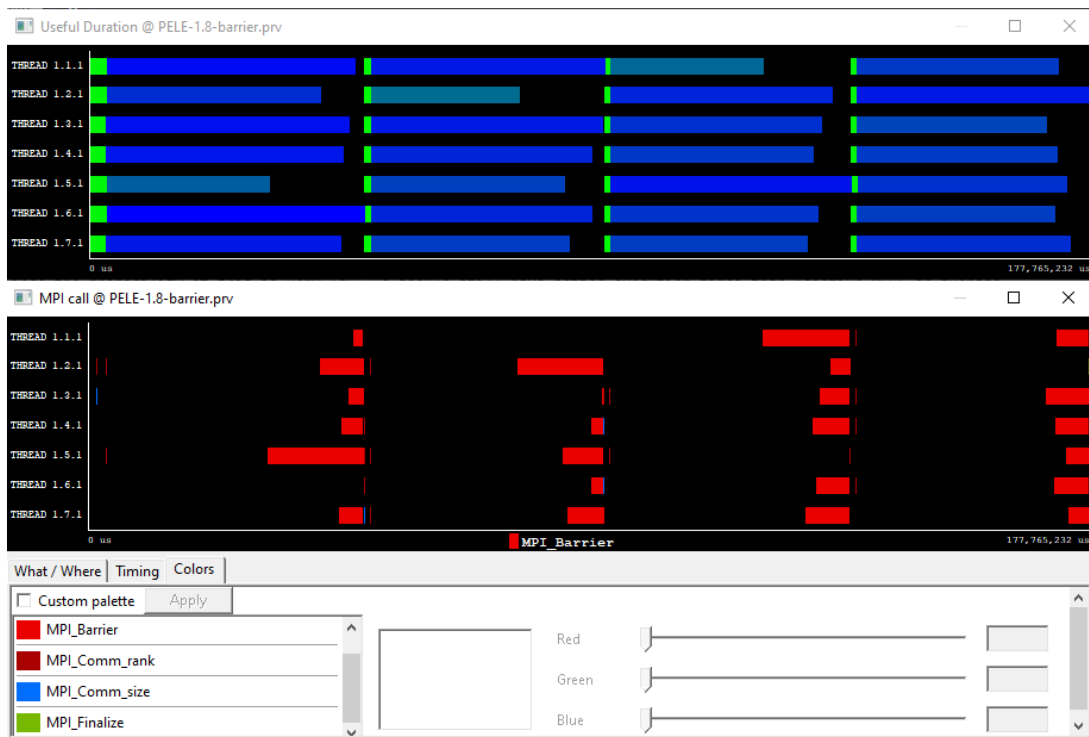 Useful Duration @ PELE-1.8-barrier.prv
THREAD 1.1.1
THREAD 1.2.1
THREAD 1.3.1
THREAD 1.4.1
THREAD 1.5.1
THREAD 1.6.1
THREAD 1.7.1
0 us 177,765,232 us
MPI call @ PELE-1.8-barrier.prv
THREAD 1.1.1
THREAD 1.2.1
THREAD 1.3.1
THREAD 1.4.1
THREAD 1.5.1
THREAD 1.6.1
THREAD 1.7.1
0 us MPI_Barrier 177,765,232 us
What / Where Timing Colors
Custom palette Apply
MPI_Barrier
MPI_Comm_rank
MPI_Comm_size
MPI_Finalize
Red
Green
Blue